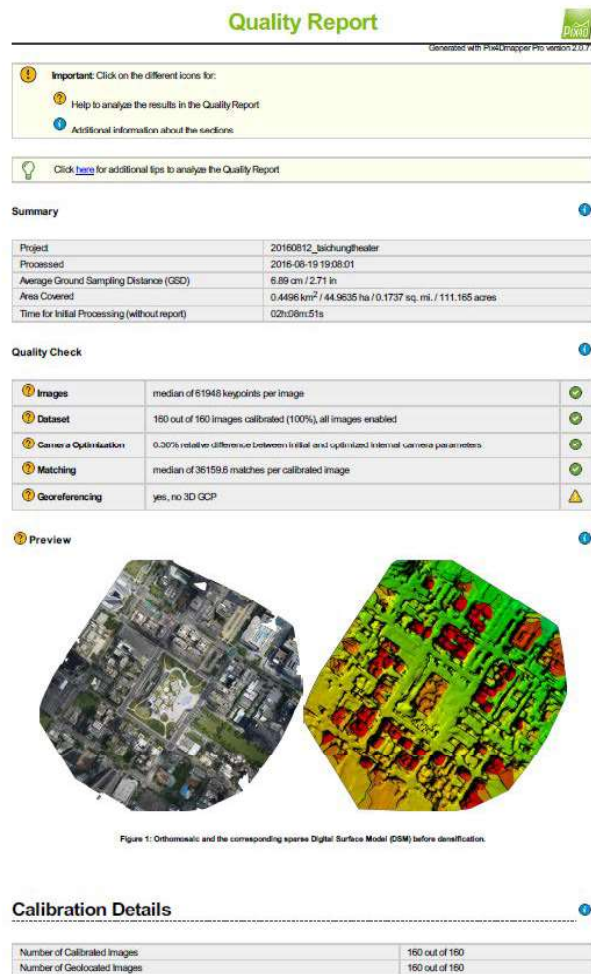 Quality Report
Pix4D
Generated with Pix4Dmapper Pro version 2.0.7
Important: Click on the different icons for:
Help to analyze the results in the Quality Report
Additional information about the sections
Click here for additional tips to analyze the Quality Report
Summary
Project 20160812_taichungtheater
Processed 2016-08-19 19:08:01
Average Ground Sampling Distance (GSD) 6.89 cm / 2.71 in
Area Covered 0.4496 km2 / 44.9635 ha / 0.1737 sq. mi. / 111.165 acres
Time for Initial Processing (without report) 02h:08m:51s
Quality Check
Images median of 61948 keypoints per image
Dataset 160 out of 160 images calibrated (100%), all images enabled
Camera Optimization 0.36% relative difference between initial and optimized internal camera parameters
Matching median of 36159.6 matches per calibrated image
Georeferencing yes, no 3D GCP
Preview
Figure 1: Orthomosaic and the corresponding sparse Digital Surface Model (DSM) before densification.
Calibration Details
Number of Calibrated Images 160 out of 160
Number of Geolocated Images 160 out of 160